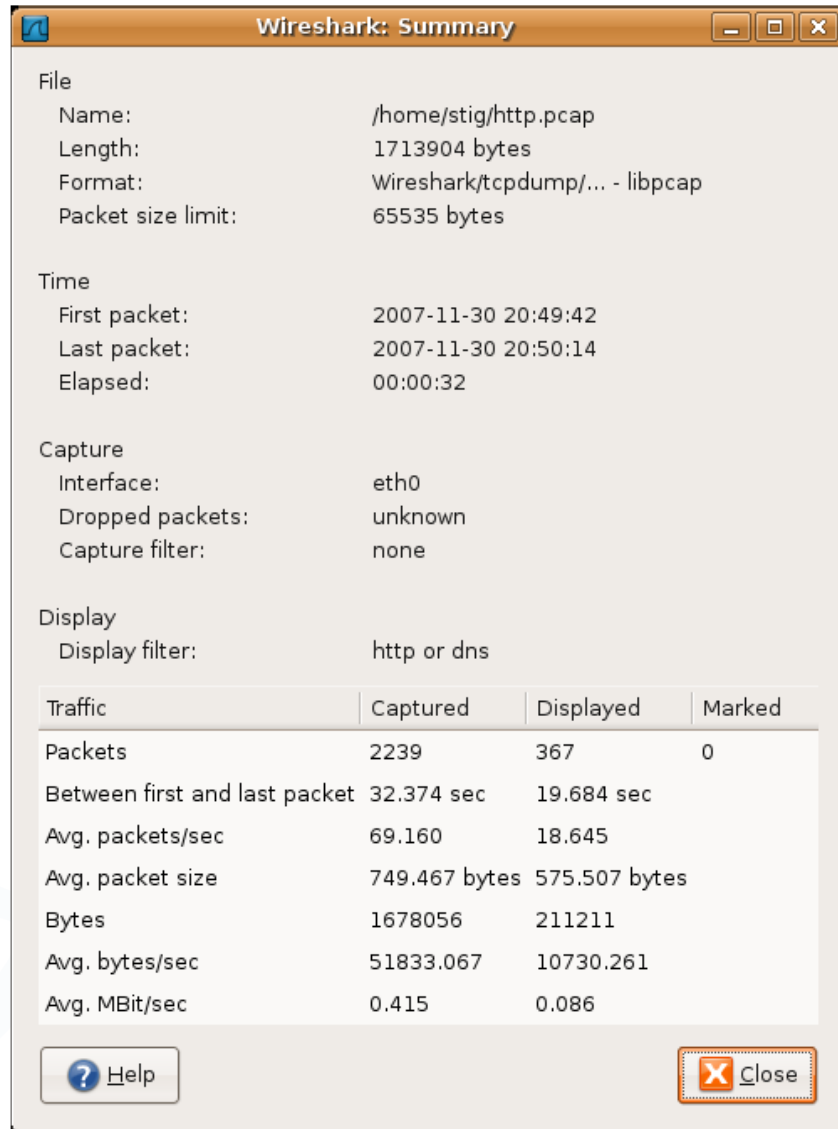 Wireshark: Summary
File
Name: /home/stig/http.pcap
Length: 1713904 bytes
Format: Wireshark/tcpdump/... - libpcap
Packet size limit: 65535 bytes
Time
First packet: 2007-11-30 20:49:42
Last packet: 2007-11-30 20:50:14
Elapsed: 00:00:32
Capture
Interface: eth0
Dropped packets: unknown
Capture filter: none
Display
Display filter: http or dns
Traffic Captured Displayed Marked
Packets 2239 367 0
Between first and last packet 32.374 sec 19.684 sec
Avg. packets/sec 69.160 18.645
Avg. packet size 749.467 bytes 575.507 bytes
Bytes 1678056 211211
Avg. bytes/sec 51833.067 10730.261
Avg. MBit/sec 0.415 0.086
Help Close